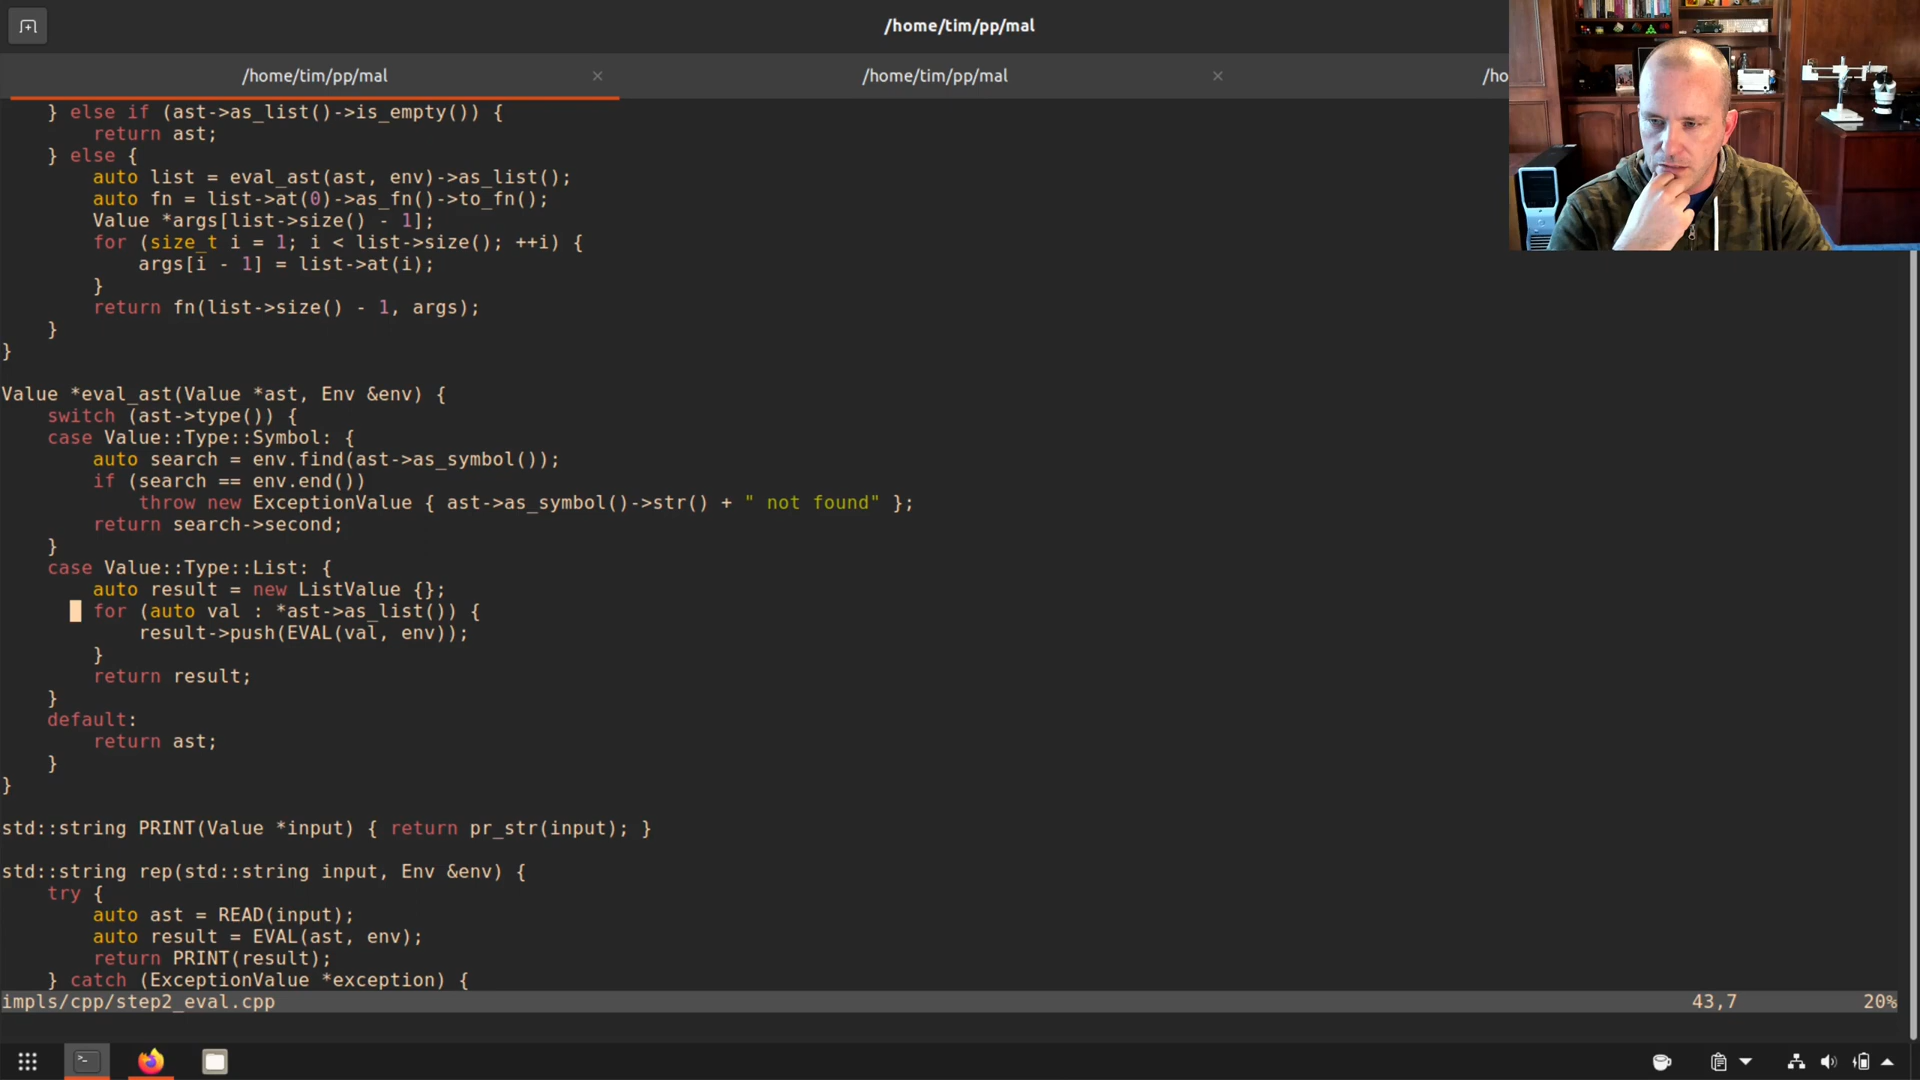 /home/tim/pp/mal
/home/tim/pp/mal × /home/tim/pp/mal × /ho
} else if (ast->as_list()->is_empty()) {
return ast;
} else {
auto list = eval_ast(ast, env)->as_list();
auto fn = list->at(0)->as_fn()->to_fn();
Value *args[list->size() - 1];
for (size_t i = 1; i < list->size(); ++i) {
args[i - 1] = list->at(i);
}
return fn(list->size() - 1, args);
}
}
Value *eval_ast(Value *ast, Env &env) {
switch (ast->type()) {
case Value::Type::Symbol: {
auto search = env.find(ast->as_symbol());
if (search == env.end())
throw new ExceptionValue { ast->as_symbol()->str() + " not found" };
return search->second;
}
case Value::Type::List: {
auto result = new ListValue {};
for (auto val : *ast->as_list()) {
result->push(EVAL(val, env));
}
return result;
}
default:
return ast;
}
}
std::string PRINT(Value *input) { return pr_str(input); }
std::string rep(std::string input, Env &env) {
try {
auto ast = READ(input);
auto result = EVAL(ast, env);
return PRINT(result);
} catch (ExceptionValue *exception) {
impls/cpp/step2_eval.cpp 43,7 20%